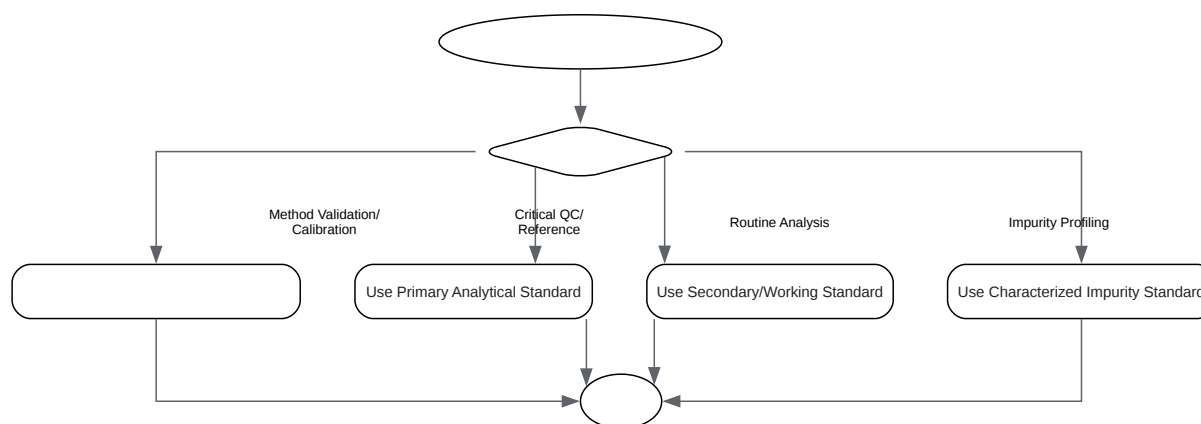 Method Validation/
Calibration
Critical QC/
Reference
Routine Analysis
Impurity Profiling
Use Primary Analytical Standard
Use Secondary/Working Standard
Use Characterized Impurity Standard